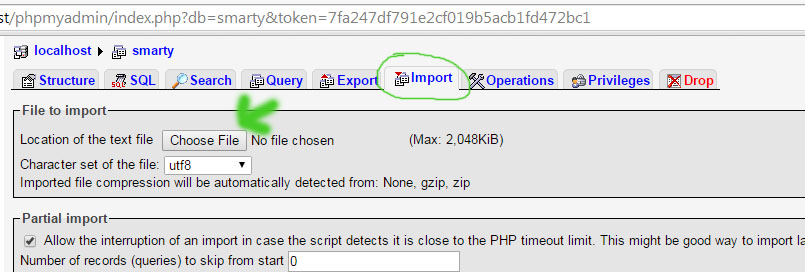 st/phpmyadmin/index.php?db=smarty&token=7fa247df791e2cf019b5acb1fd472bc1
localhost smarty
Structure SQL Search Query Export Import Operations Privileges Drop
File to import
Location of the text file Choose File No file chosen (Max: 2,048KiB)
Character set of the file: utf8
Imported file compression will be automatically detected from: None, gzip, zip
Partial import
Allow the interruption of an import in case the script detects it is close to the PHP timeout limit. This might be good way to import la
Number of records (queries) to skip from start 0